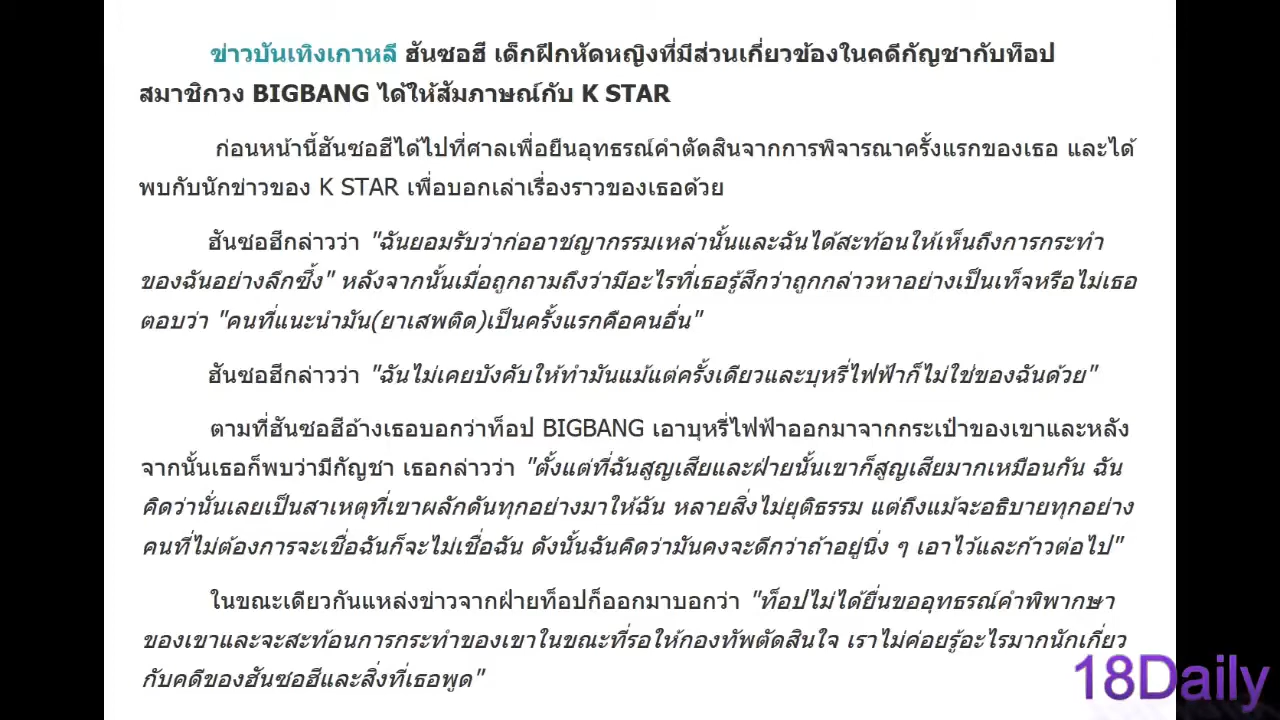 ข่าวบันเทิงเกาหลี ฮันซอฮี เด็กฝึกหัดหญิงที่มีส่วนเกี่ยวข้องในคดีกัญชากับท็อป
สมาชิกวง BIGBANG ได้ให้สัมภาษณ์กับ K STAR
ก่อนหน้านี้ฮันซอฮีได้ไปที่ศาลเพื่อยืนอุทธรณ์คำตัดสินจากการพิจารณาครั้งแรกของเธอ และได้
พบกับนักข่าวของ K STAR เพื่อบอกเล่าเรื่องราวของเธอด้วย
ฮันซอฮีกล่าวว่า "ฉันยอมรับว่าก่ออาชญากรรมเหล่านั้นและฉันได้สะท้อนให้เห็นถึงการกระทำ
ของฉันอย่างลึกซึ้ง" หลังจากนั้นเมื่อถูกถามถึงว่ามีอะไรที่เธอรู้สึกว่าถูกกล่าวหาอย่างเป็นเท็จหรือไม่เธอ
ตอบว่า "คนที่แนะนำมัน(ยาเสพติด)เป็นครั้งแรกคือคนอื่น"
ฮันซอฮีกล่าวว่า "ฉันไม่เคยบังคับให้ทำมันแม้แต่ครั้งเดียวและบุหรี่ไฟฟ้าก็ไม่ใช่ของฉันด้วย"
ตามที่ฮันซอฮีอ้างเธอบอกว่าท็อป BIGBANG เอาบุหรี่ไฟฟ้าออกมาจากกระเป๋าของเขาและหลัง
จากนั้นเธอก็พบว่ามีกัญชา เธอกล่าวว่า "ตั้งแต่ที่ฉันสูญเสียและฝ่ายนั้นเขาก็สูญเสียมากเหมือนกัน ฉัน
คิดว่านั่นเลยเป็นสาเหตุที่เขาผลักดันทุกอย่างมาให้ฉัน หลายสิ่งไม่ยุติธรรม แต่ถึงแม้จะอธิบายทุกอย่าง
คนที่ไม่ต้องการจะเชื่อฉันก็จะไม่เชื่อฉัน ดังนั้นฉันคิดว่ามันคงจะดีกว่าถ้าอยู่นิ่ง ๆ เอาไว้และก้าวต่อไป"
ในขณะเดียวกันแหล่งข่าวจากฝ่ายท็อปก็ออกมาบอกว่า "ท็อปไม่ได้ยื่นขออุทธรณ์คำพิพากษา
ของเขาและจะสะท้อนการกระทำของเขาในขณะที่รอให้กองทัพตัดสินใจ เราไม่ค่อยรู้อะไรมากนักเกี่ยว
กับคดีของฮันซอฮีและสิ่งที่เธอพูด"
18Daily